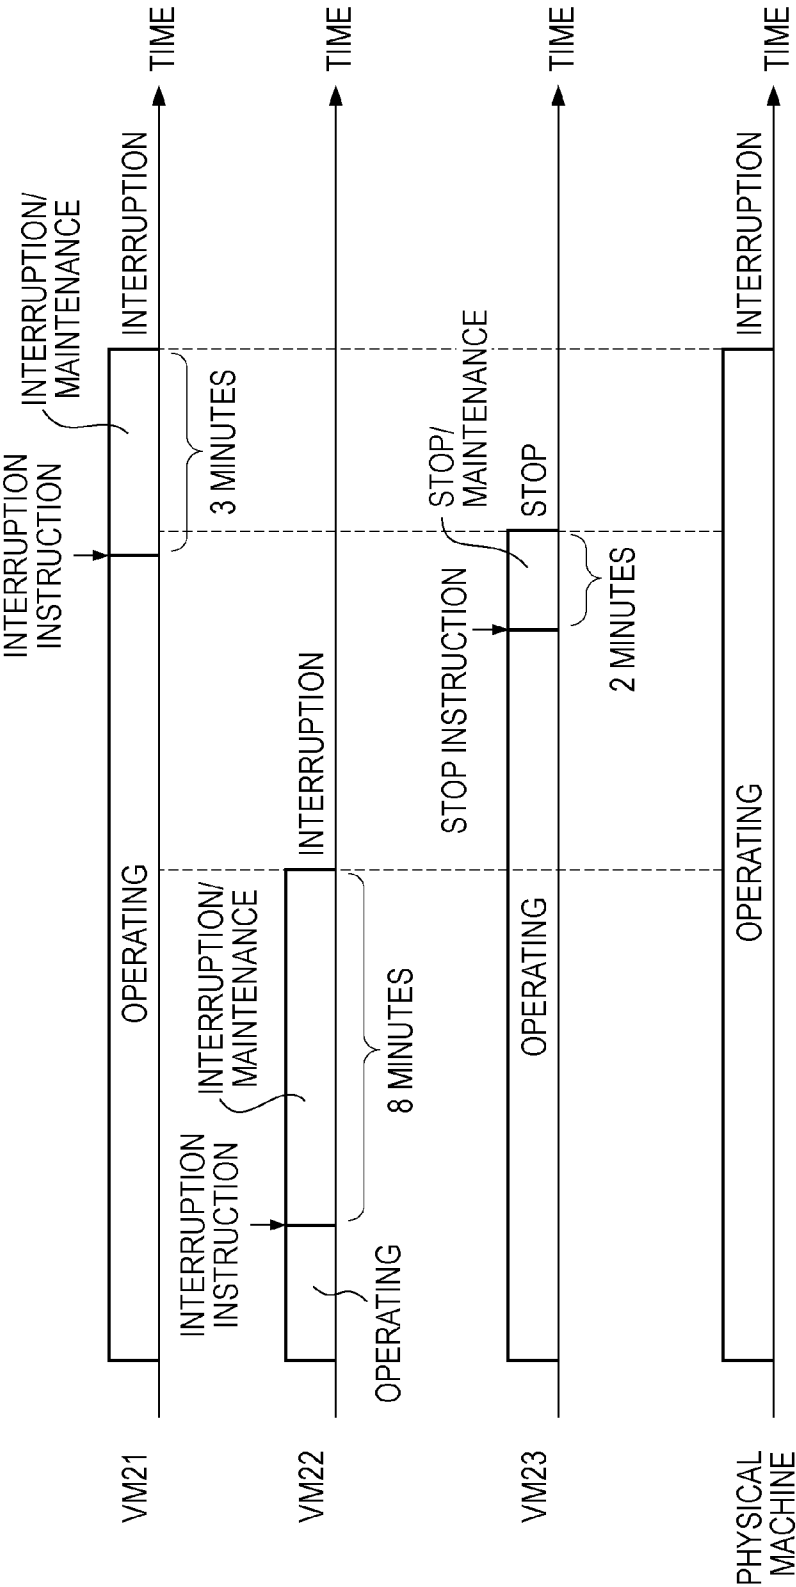 VM21
OPERATING
INTERRUPTION
INSTRUCTION
INTERRUPTION/
MAINTENANCE
3 MINUTES
INTERRUPTION
TIME
VM22
OPERATING
INTERRUPTION
INSTRUCTION
INTERRUPTION/
MAINTENANCE
8 MINUTES
INTERRUPTION
TIME
VM23
OPERATING
STOP INSTRUCTION
STOP/
MAINTENANCE
2 MINUTES
STOP
TIME
PHYSICAL
MACHINE
OPERATING
INTERRUPTION
TIME